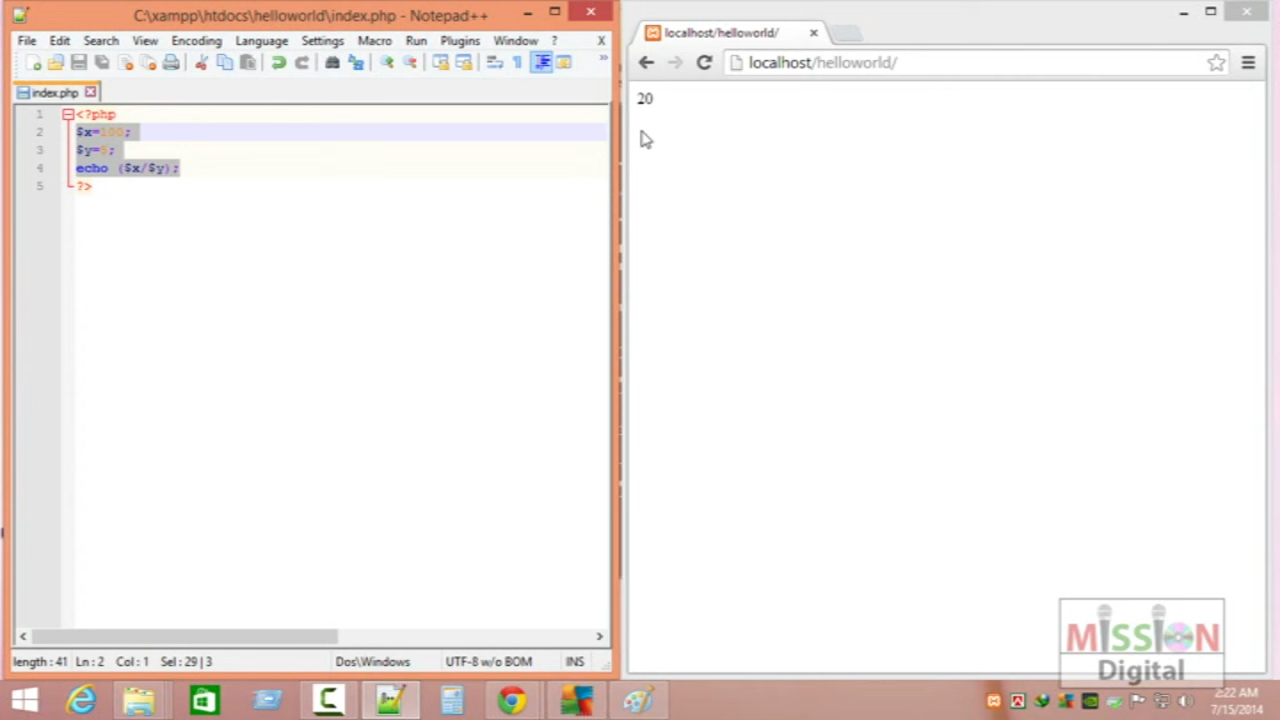 C:\xampp\htdocs\helloworld\index.php - Notepad++
File Edit Search View Encoding Language Settings Macro Run Plugins Window ? X
index.php
1 <?php
2 $x=100;
3 $y=5;
4 echo ($x/$y);
5 ?>
length : 41 Ln : 2 Col : 1 Sel : 29 | 3 Dos\Windows UTF-8 w/o BOM INS
localhost/helloworld/
localhost/helloworld/
20
MISSION
Digital
2:22 AM
7/15/2014